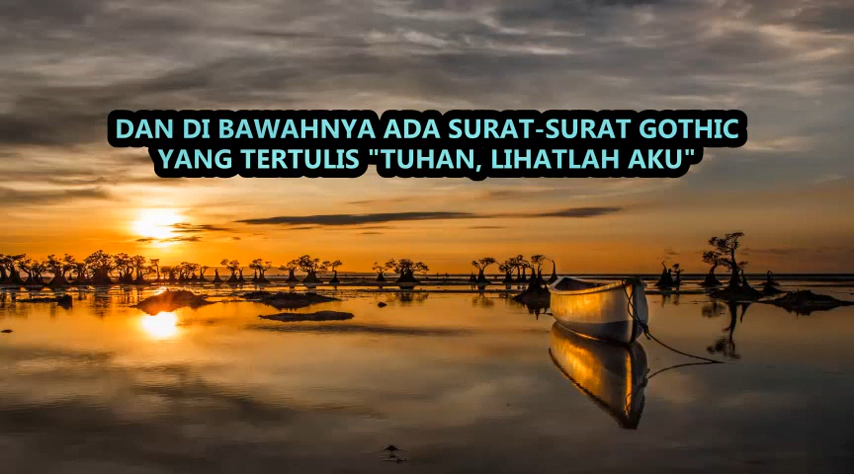 DAN DI BAWAHNYA ADA SURAT-SURAT GOTHIC
YANG TERTULIS "TUHAN, LIHATLAH AKU"